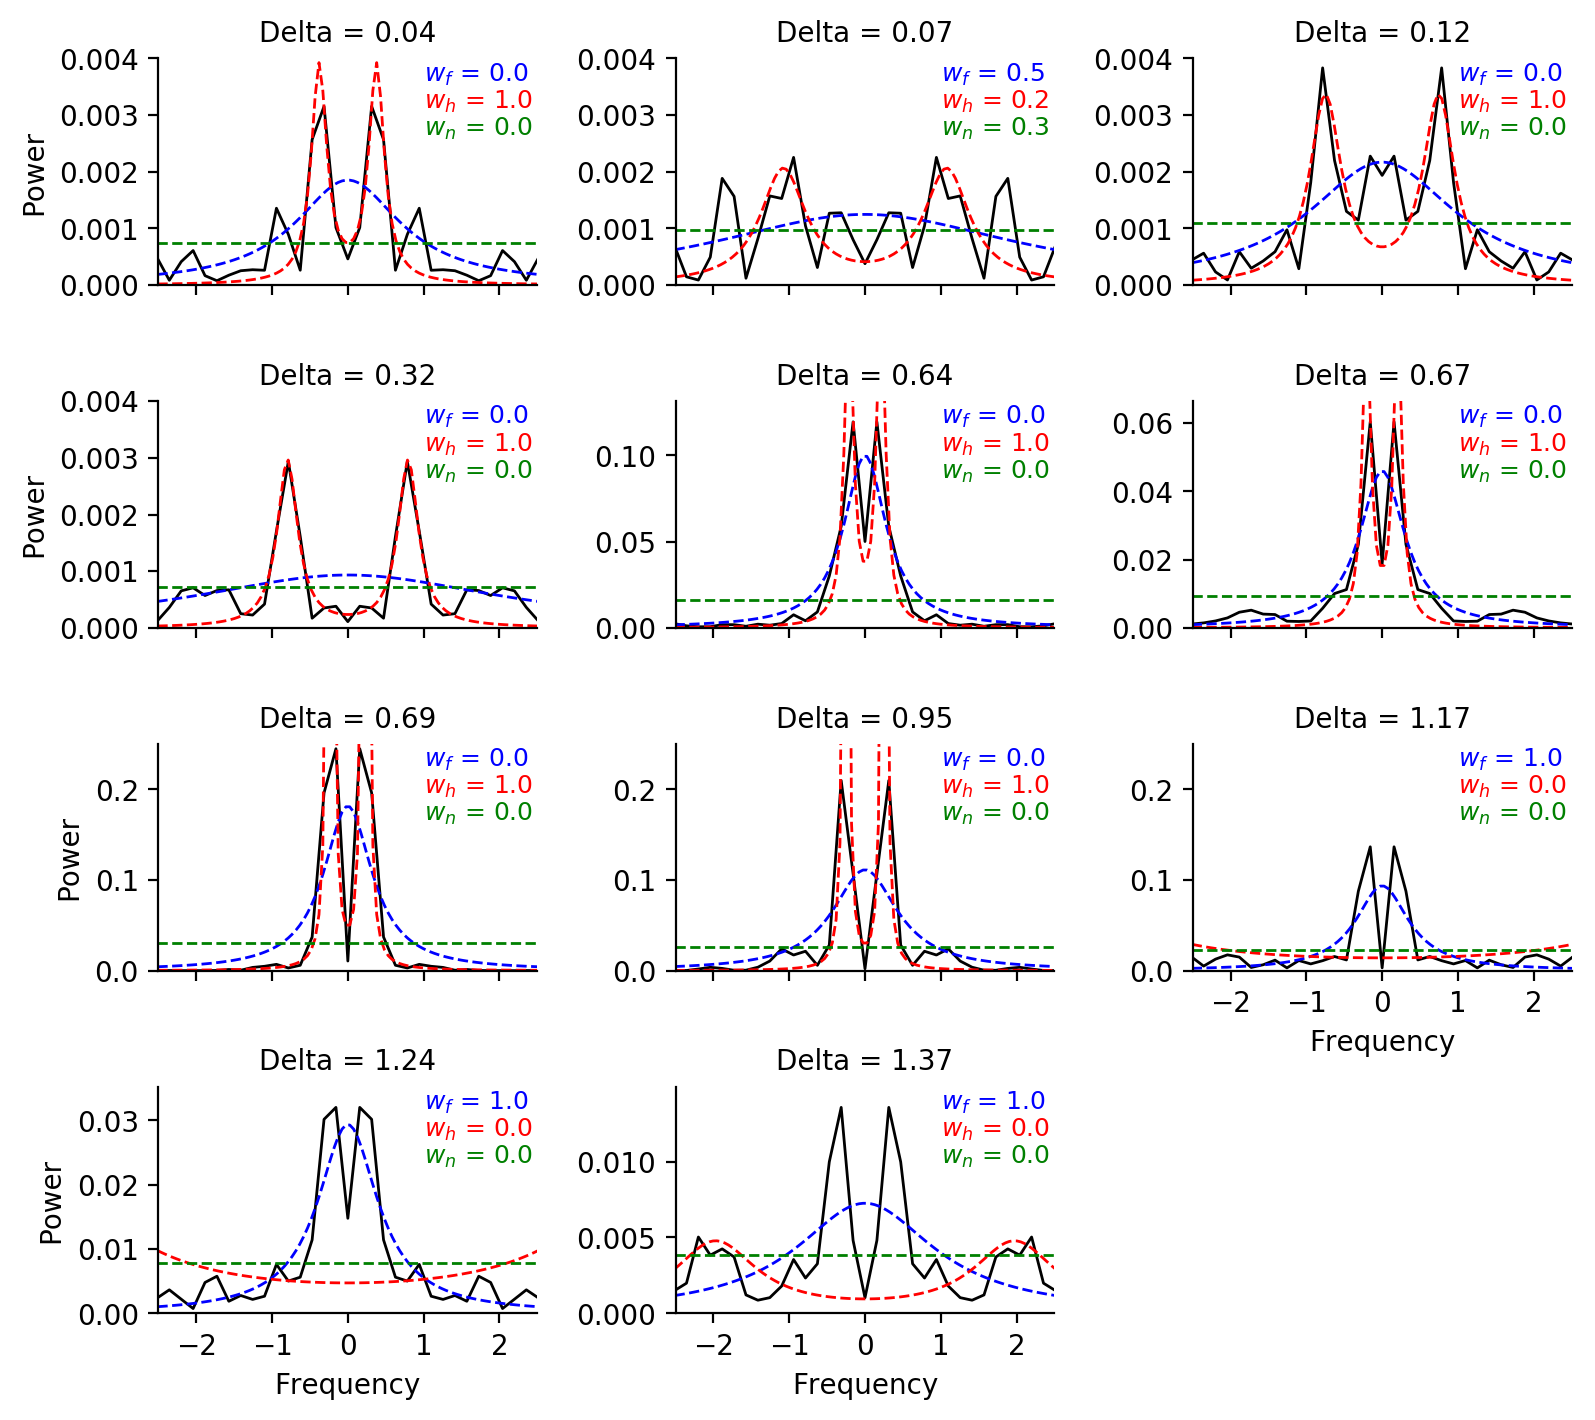 Delta = 0.04
0.004
0.003
0.002
0.001
0.000
Power
w_f = 0.0
w_h = 1.0
w_n = 0.0
Delta = 0.07
0.004
0.003
0.002
0.001
0.000
w_f = 0.5
w_h = 0.2
w_n = 0.3
Delta = 0.12
0.004
0.003
0.002
0.001
0.000
w_f = 0.0
w_h = 1.0
w_n = 0.0
Delta = 0.32
0.004
0.003
0.002
0.001
0.000
Power
w_f = 0.0
w_h = 1.0
w_n = 0.0
Delta = 0.64
0.10
0.05
0.00
w_f = 0.0
w_h = 1.0
w_n = 0.0
Delta = 0.67
0.06
0.04
0.02
0.00
w_f = 0.0
w_h = 1.0
w_n = 0.0
Delta = 0.69
0.2
0.1
0.0
Power
w_f = 0.0
w_h = 1.0
w_n = 0.0
Delta = 0.95
0.2
0.1
0.0
w_f = 0.0
w_h = 1.0
w_n = 0.0
Delta = 1.17
0.2
0.1
0.0
w_f = 1.0
w_h = 0.0
w_n = 0.0
−2 −1 0 1 2
Frequency
Delta = 1.24
0.03
0.02
0.01
0.00
Power
w_f = 1.0
w_h = 0.0
w_n = 0.0
−2 −1 0 1 2
Frequency
Delta = 1.37
0.010
0.005
0.000
w_f = 1.0
w_h = 0.0
w_n = 0.0
−2 −1 0 1 2
Frequency